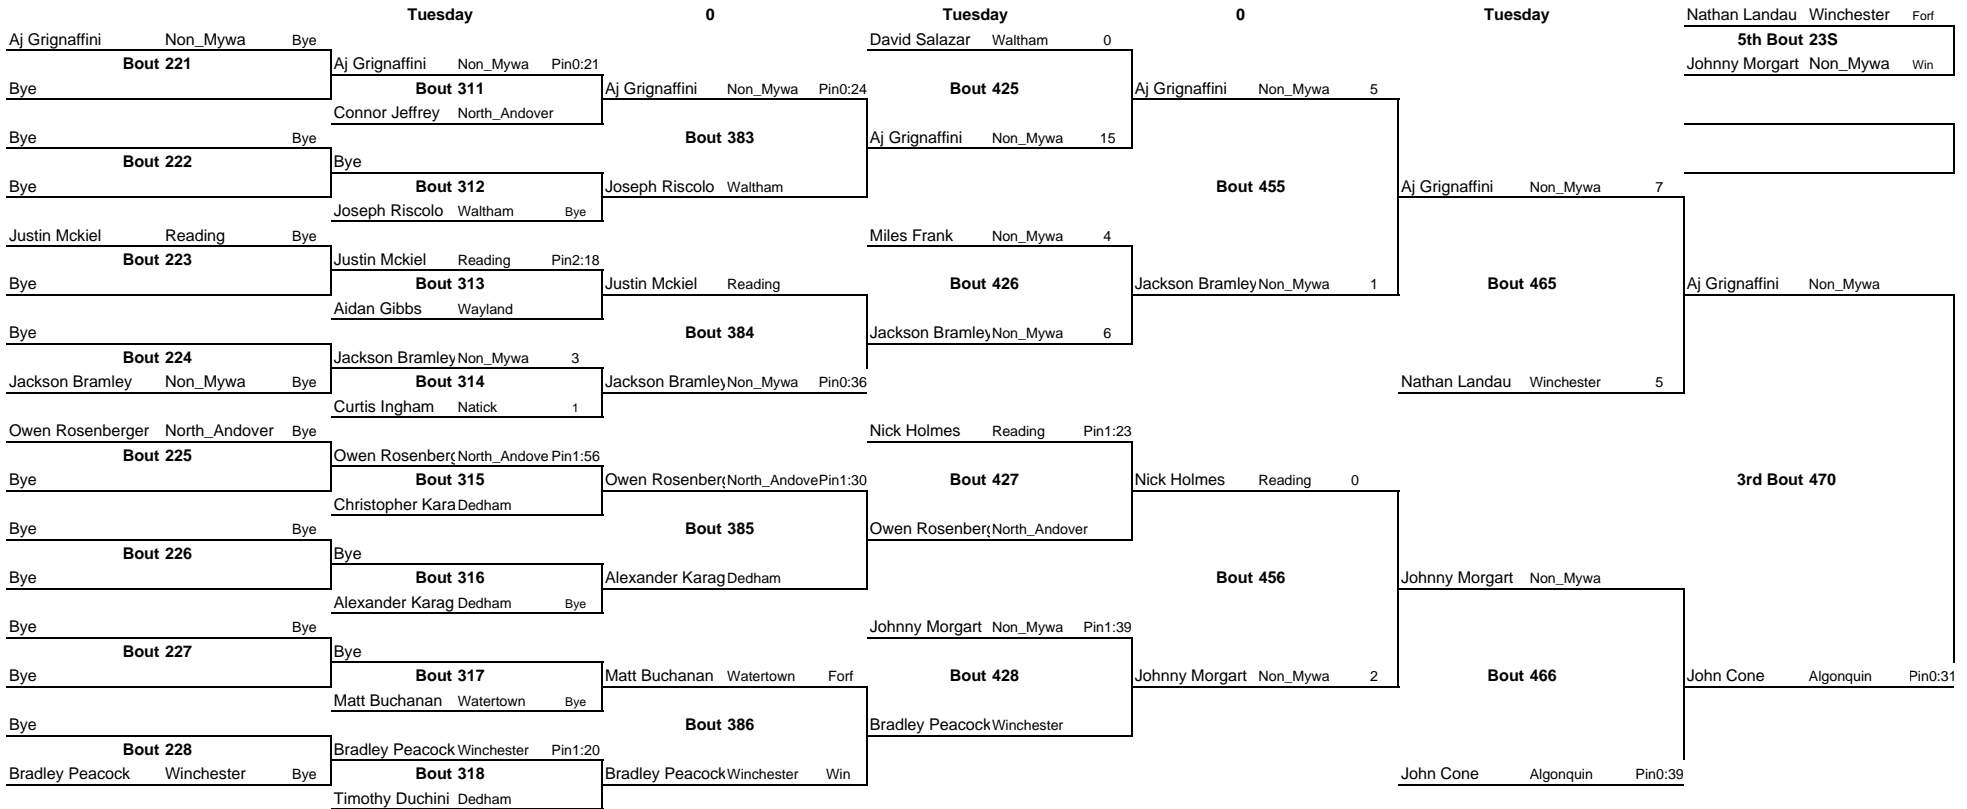 Tuesday 0 Tuesday 0 Tuesday Nathan Landau Winchester Forf
Aj Grignaffini Non_Mywa Bye David Salazar Waltham 0 5th Bout 23S
Bout 221 Aj Grignaffini Non_Mywa Pin0:21 Johnny Morgart Non_Mywa Win
Bye Bout 311 Aj Grignaffini Non_Mywa Pin0:24 Bout 425 Aj Grignaffini Non_Mywa 5
Connor Jeffrey North_Andover
Bye Bye Bout 383 Aj Grignaffini Non_Mywa 15
Bout 222 Bye
Bye Bout 312 Joseph Riscolo Waltham Bout 455 Aj Grignaffini Non_Mywa 7
Joseph Riscolo Waltham Bye
Justin Mckiel Reading Bye Miles Frank Non_Mywa 4
Bout 223 Justin Mckiel Reading Pin2:18
Bye Bout 313 Justin Mckiel Reading Bout 426 Jackson Bramley Non_Mywa 1 Bout 465 Aj Grignaffini Non_Mywa
Aidan Gibbs Wayland
Bye Bout 384 Jackson Bramley Non_Mywa 6
Bout 224 Jackson Bramley Non_Mywa 3
Jackson Bramley Non_Mywa Bye Bout 314 Jackson Bramley Non_Mywa Pin0:36 Nathan Landau Winchester 5
Curtis Ingham Natick 1
Owen Rosenberger North_Andover Bye Nick Holmes Reading Pin1:23
Bout 225 Owen Rosenberg North_Andove Pin1:56
Bye Bout 315 Owen Rosenberg North_Andove Pin1:30 Bout 427 Nick Holmes Reading 0 3rd Bout 470
Christopher Kara Dedham
Bye Bye Bout 385 Owen Rosenberg North_Andover
Bout 226 Bye
Bye Bout 316 Alexander Karag Dedham Bout 456 Johnny Morgart Non_Mywa
Alexander Karag Dedham Bye
Bye Bye Johnny Morgart Non_Mywa Pin1:39
Bout 227 Bye
Bye Bout 317 Matt Buchanan Watertown Forf Bout 428 Johnny Morgart Non_Mywa 2 Bout 466 John Cone Algonquin Pin0:31
Matt Buchanan Watertown Bye
Bye Bout 386 Bradley Peacock Winchester
Bout 228 Bradley Peacock Winchester Pin1:20
Bradley Peacock Winchester Bye Bout 318 Bradley Peacock Winchester Win John Cone Algonquin Pin0:39
Timothy Duchini Dedham